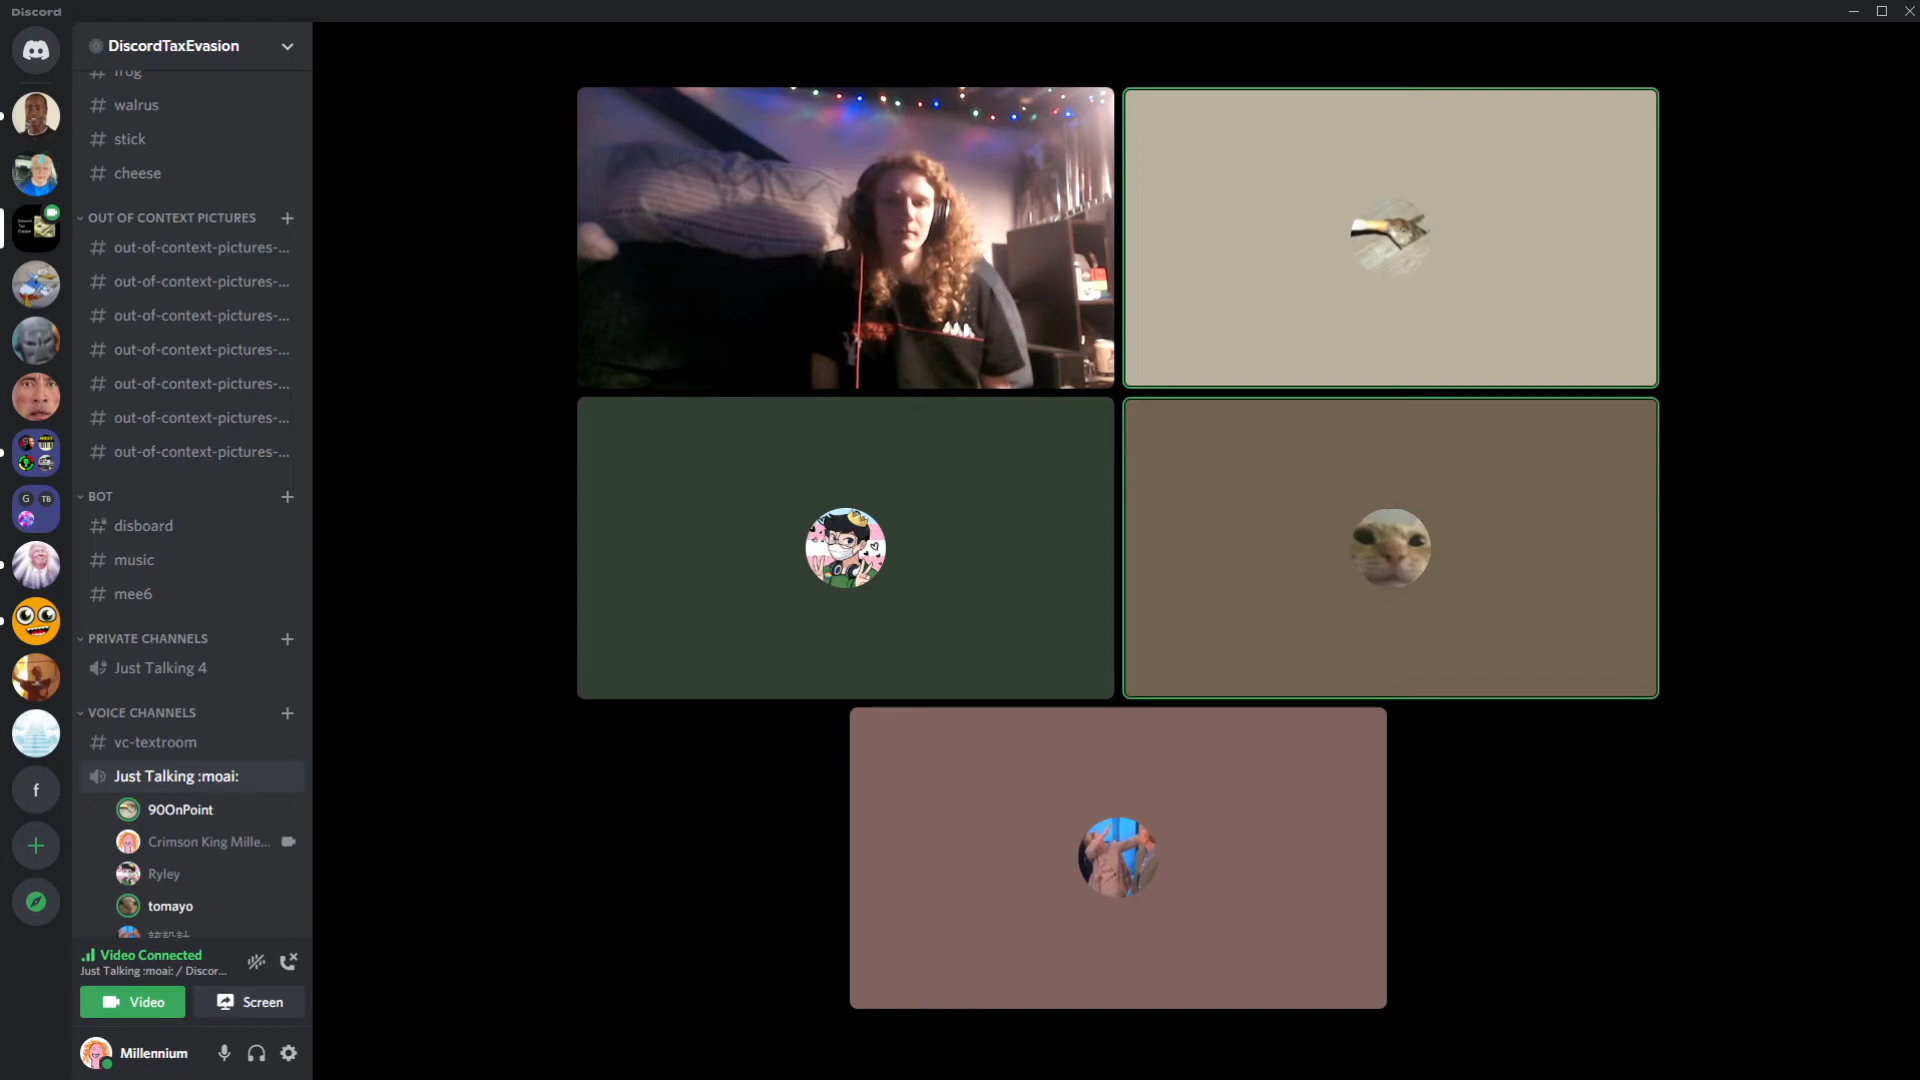 Discord
DiscordTaxEvasion
frog
walrus
stick
cheese
OUT OF CONTEXT PICTURES
out-of-context-pictures-...
out-of-context-pictures-...
out-of-context-pictures-...
out-of-context-pictures-...
out-of-context-pictures-...
out-of-context-pictures-...
out-of-context-pictures-...
G TB
BOT
disboard
music
mee6
PRIVATE CHANNELS
Just Talking 4
VOICE CHANNELS
vc-textroom
Just Talking :moai:
f
90OnPoint
Crimson King Mille...
Ryley
tomayo
Video Connected
Just Talking :moai: / Discor...
Video
Screen
Millennium